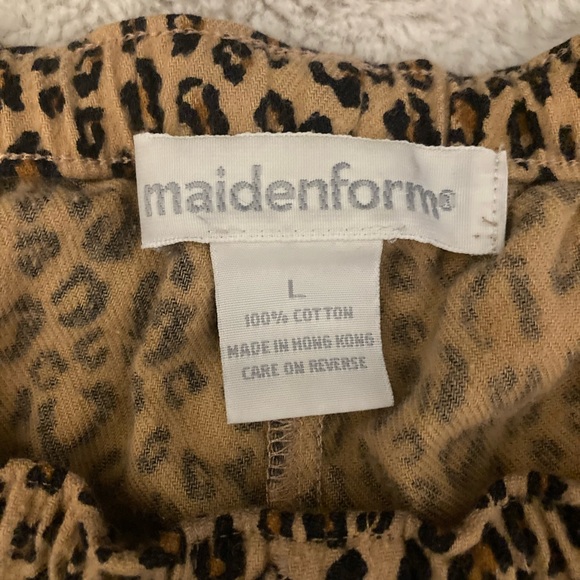 maidenform®
L
100% COTTON
MADE IN HONG KONG
CARE ON REVERSE